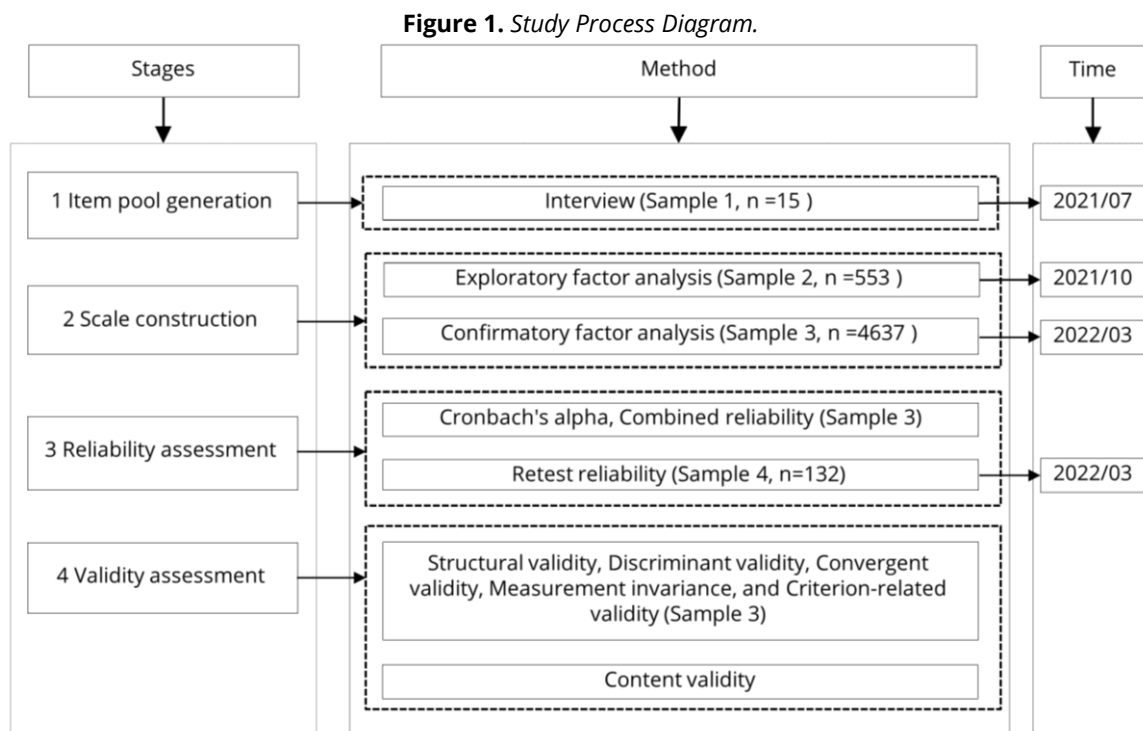 Figure 1. Study Process Diagram.
Stages
Method
Time
1 Item pool generation
Interview (Sample 1, n =15 )
2021/07
2 Scale construction
Exploratory factor analysis (Sample 2, n =553 )
2021/10
Confirmatory factor analysis (Sample 3, n =4637 )
2022/03
3 Reliability assessment
Cronbach's alpha, Combined reliability (Sample 3)
Retest reliability (Sample 4, n=132)
2022/03
4 Validity assessment
Structural validity, Discriminant validity, Convergent
validity, Measurement invariance, and Criterion-related
validity (Sample 3)
Content validity